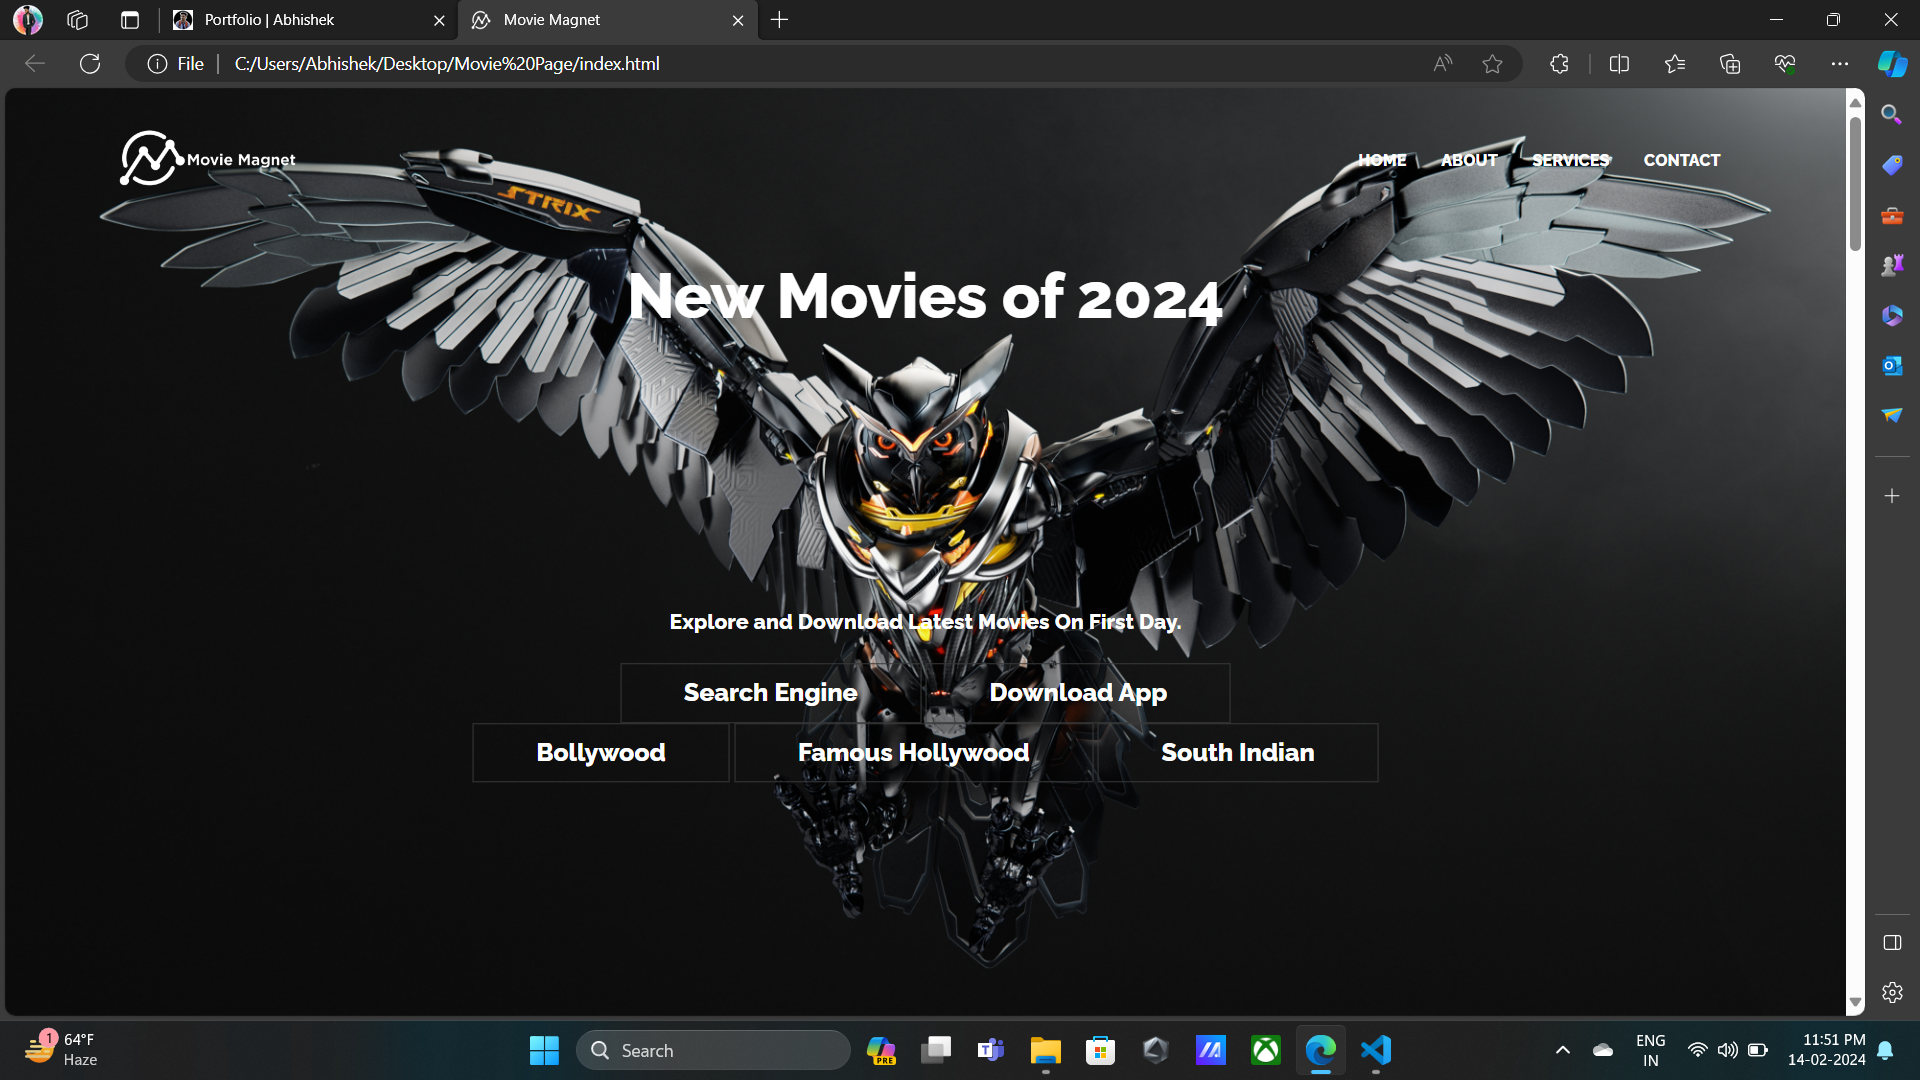 Portfolio | Abhishek
Movie Magnet
File
C:/Users/Abhishek/Desktop/Movie%20Page/index.html
Movie Magnet
HOME
ABOUT
SERVICES
CONTACT
STRIX
New Movies of 2024
Explore and Download Latest Movies On First Day.
Search Engine
Download App
Bollywood
Famous Hollywood
South Indian
1
64°F
Haze
Search
PRE
ENG
IN
11:51 PM
14-02-2024